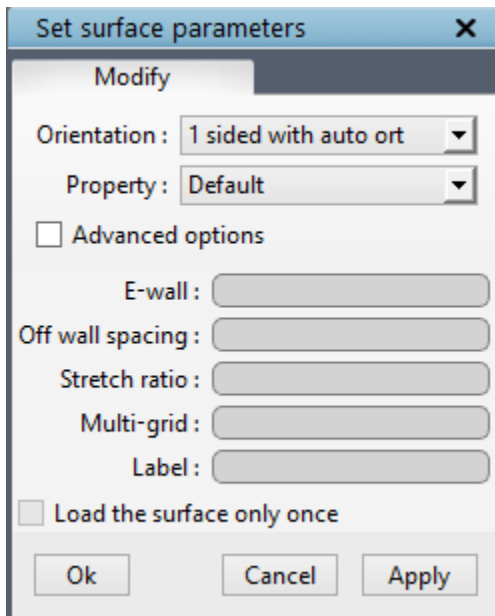 Set surface parameters
Modify
Orientation : 1 sided with auto ort
Property : Default
Advanced options
E-wall :
Off wall spacing :
Stretch ratio :
Multi-grid :
Label :
Load the surface only once
Ok Cancel Apply